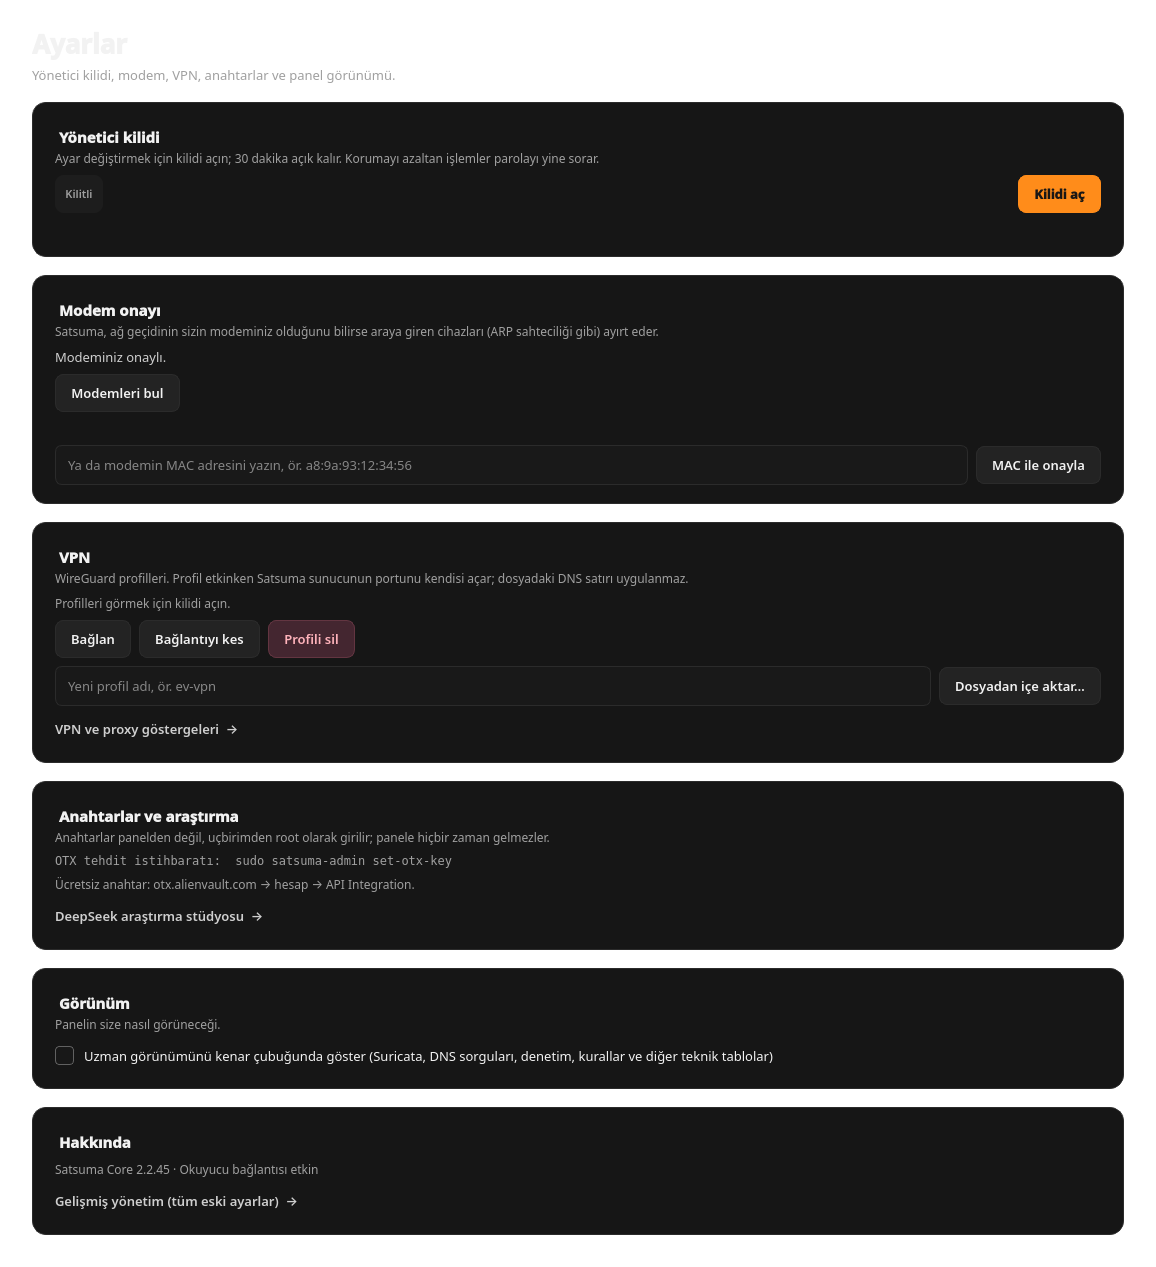 Ayarlar
Yönetici kilidi, modem, VPN, anahtarlar ve panel görünümü.
Yönetici kilidi
Ayar değiştirmek için kilidi açın; 30 dakika açık kalır. Korumayı azaltan işlemler parolayı yine sorar.
Kilitli
Kilidi aç
Modem onayı
Satsuma, ağ geçidinin sizin modeminiz olduğunu bilirse araya giren cihazları (ARP sahteciliği gibi) ayırt eder.
Modeminiz onaylı.
Modemleri bul
Ya da modemin MAC adresini yazın, ör. a8:9a:93:12:34:56
MAC ile onayla
VPN
WireGuard profilleri. Profil etkinken Satsuma sunucunun portunu kendisi açar; dosyadaki DNS satırı uygulanmaz.
Profilleri görmek için kilidi açın.
Bağlan
Bağlantıyı kes
Profili sil
Yeni profil adı, ör. ev-vpn
Dosyadan içe aktar...
VPN ve proxy göstergeleri →
Anahtarlar ve araştırma
Anahtarlar panelden değil, uçbirimden root olarak girilir; panele hiçbir zaman gelmezler.
OTX tehdit istihbaratı: sudo satsuma-admin set-otx-key
Ücretsiz anahtar: otx.alienvault.com → hesap → API Integration.
DeepSeek araştırma stüdyosu →
Görünüm
Panelin size nasıl görüneceği.
Uzman görünümünü kenar çubuğunda göster (Suricata, DNS sorguları, denetim, kurallar ve diğer teknik tablolar)
Hakkında
Satsuma Core 2.2.45 · Okuyucu bağlantısı etkin
Gelişmiş yönetim (tüm eski ayarlar) →